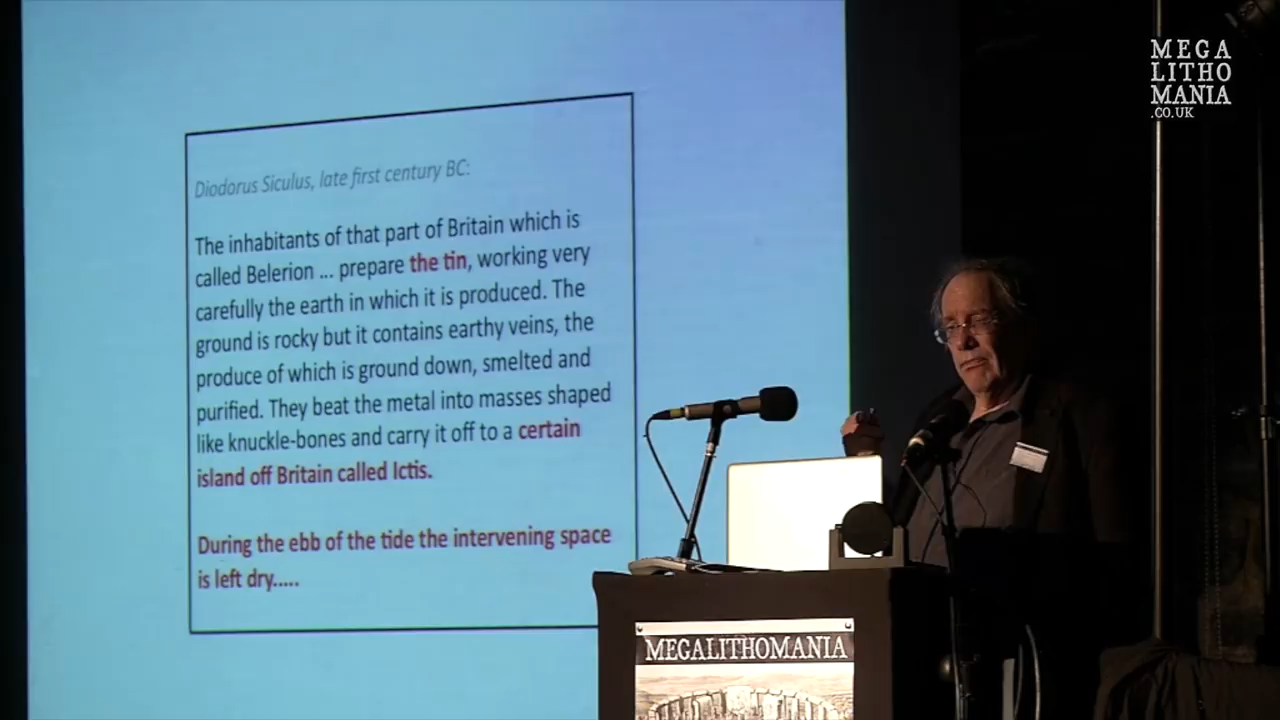 MEGA
LITHO
MANIA
.CO.UK
Diodorus Siculus, late first century BC:
The inhabitants of that part of Britain which is
called Belerion ... prepare the tin, working very
carefully the earth in which it is produced. The
ground is rocky but it contains earthy veins, the
produce of which is ground down, smelted and
purified. They beat the metal into masses shaped
like knuckle-bones and carry it off to a certain
island off Britain called Ictis.
During the ebb of the tide the intervening space
is left dry.....
MEGALITHOMANIA